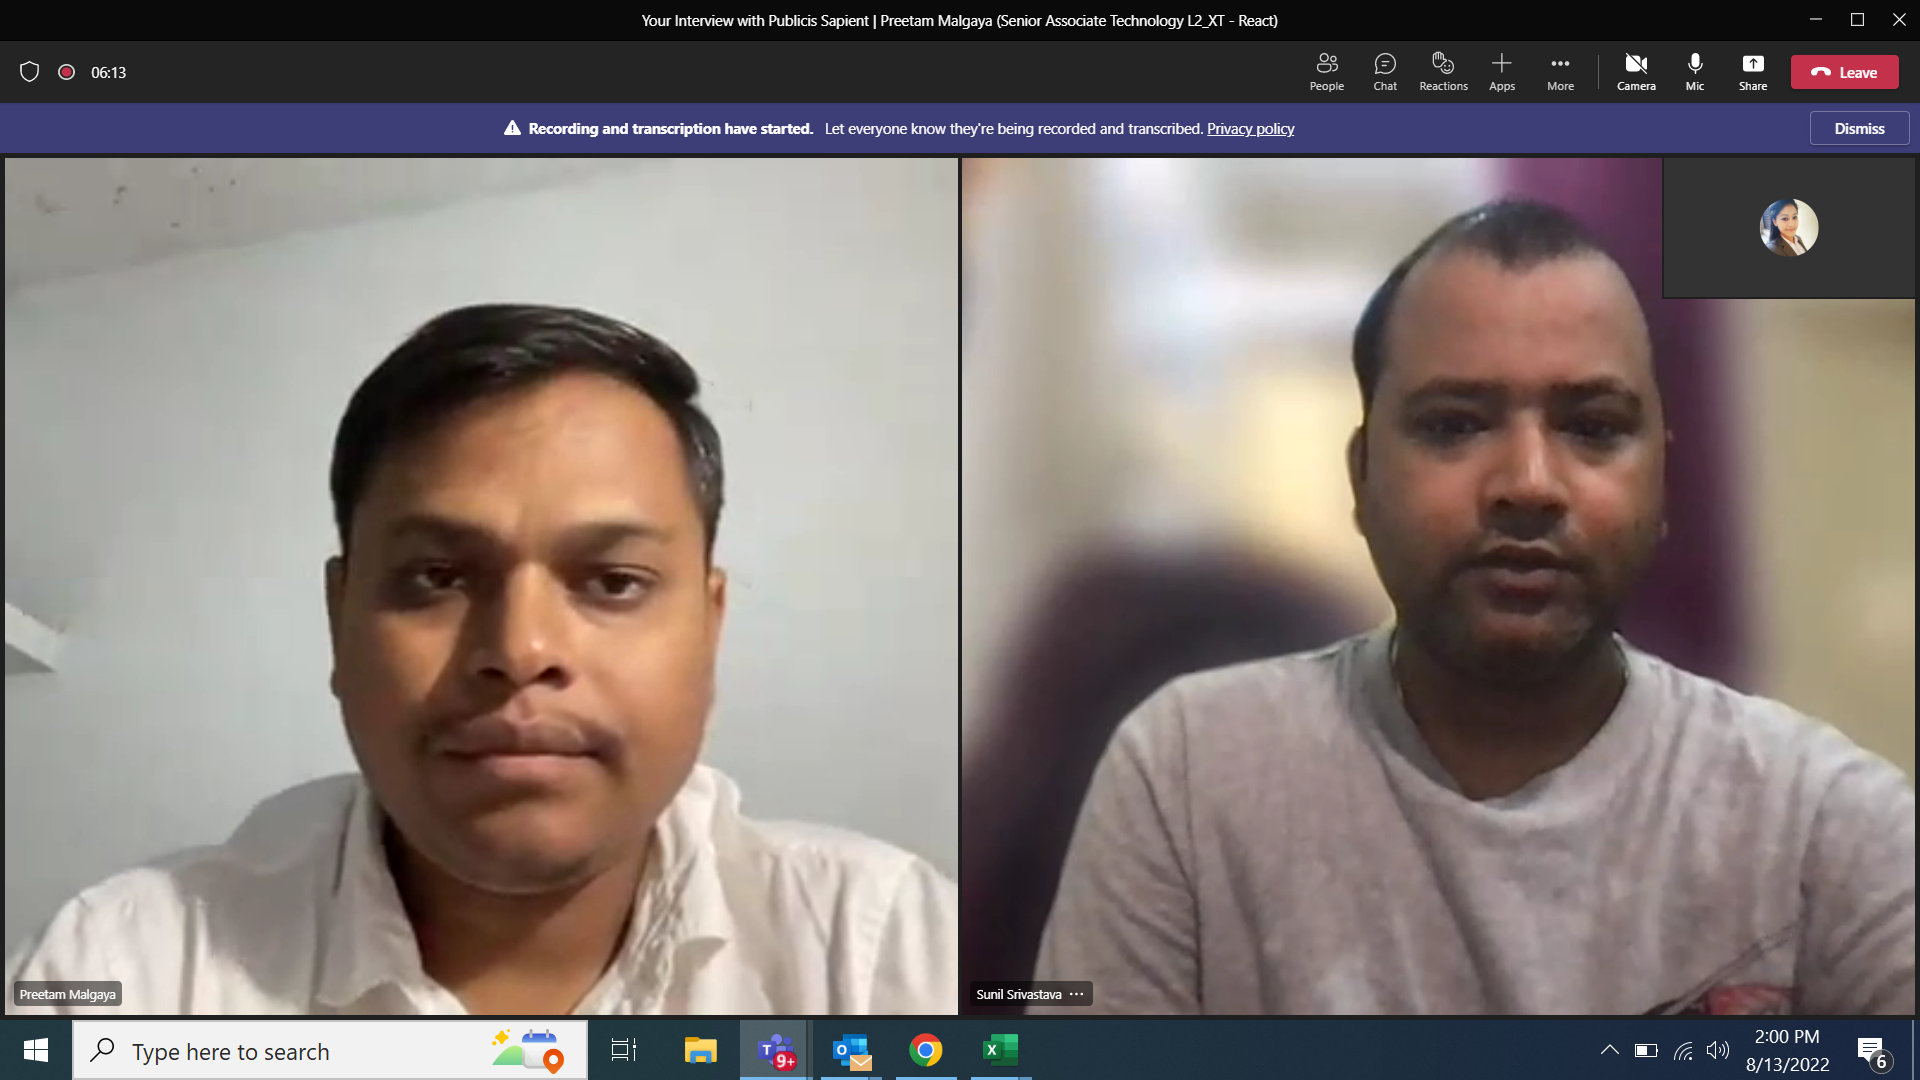 Your Interview with Publicis Sapient | Preetam Malgaya (Senior Associate Technology L2_XT - React)
06:13
People
Chat
Reactions
Apps
More
Camera
Mic
Share
Leave
Recording and transcription have started. Let everyone know they're being recorded and transcribed. Privacy policy
Dismiss
Preetam Malgaya
Sunil Srivastava
Type here to search
T
9+
O
X
2:00 PM
8/13/2022
6